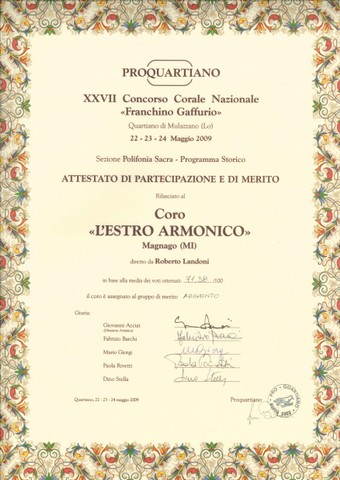 PROQUARTIANO
XXVII Concorso Corale Nazionale
«Franchino Gaffurio»
Quartiano di Mulazzano (Lo)
22 - 23 - 24 Maggio 2009
Sezione Polifonia Sacra - Programma Storico
ATTESTATO DI PARTECIPAZIONE E DI MERITO
Rilasciato al
Coro
«L'ESTRO ARMONICO»
Magnago (MI)
diretto da Roberto Landoni
in base alla media dei voti ottenuti: /100
il coro è assegnato al gruppo di merito: ARGENTO
Giuria:
Giovanni Acciai
Fabrizio Barchi
Mario Giorgi
Paola Rovetti
Dino Stella
Quartiano, 22 - 23 - 24 maggio 2009
Proquartiano